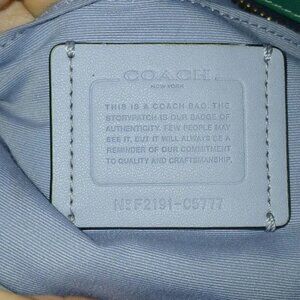 COACH
NEW YORK
THIS IS A COACH BAG. THE
STORYPATCH IS OUR BADGE OF
AUTHENTICITY. FEW PEOPLE MAY
SEE IT, BUT IT WILL ALWAYS BE A
REMINDER OF OUR COMMITMENT
TO QUALITY AND CRAFTSMANSHIP.
C5777